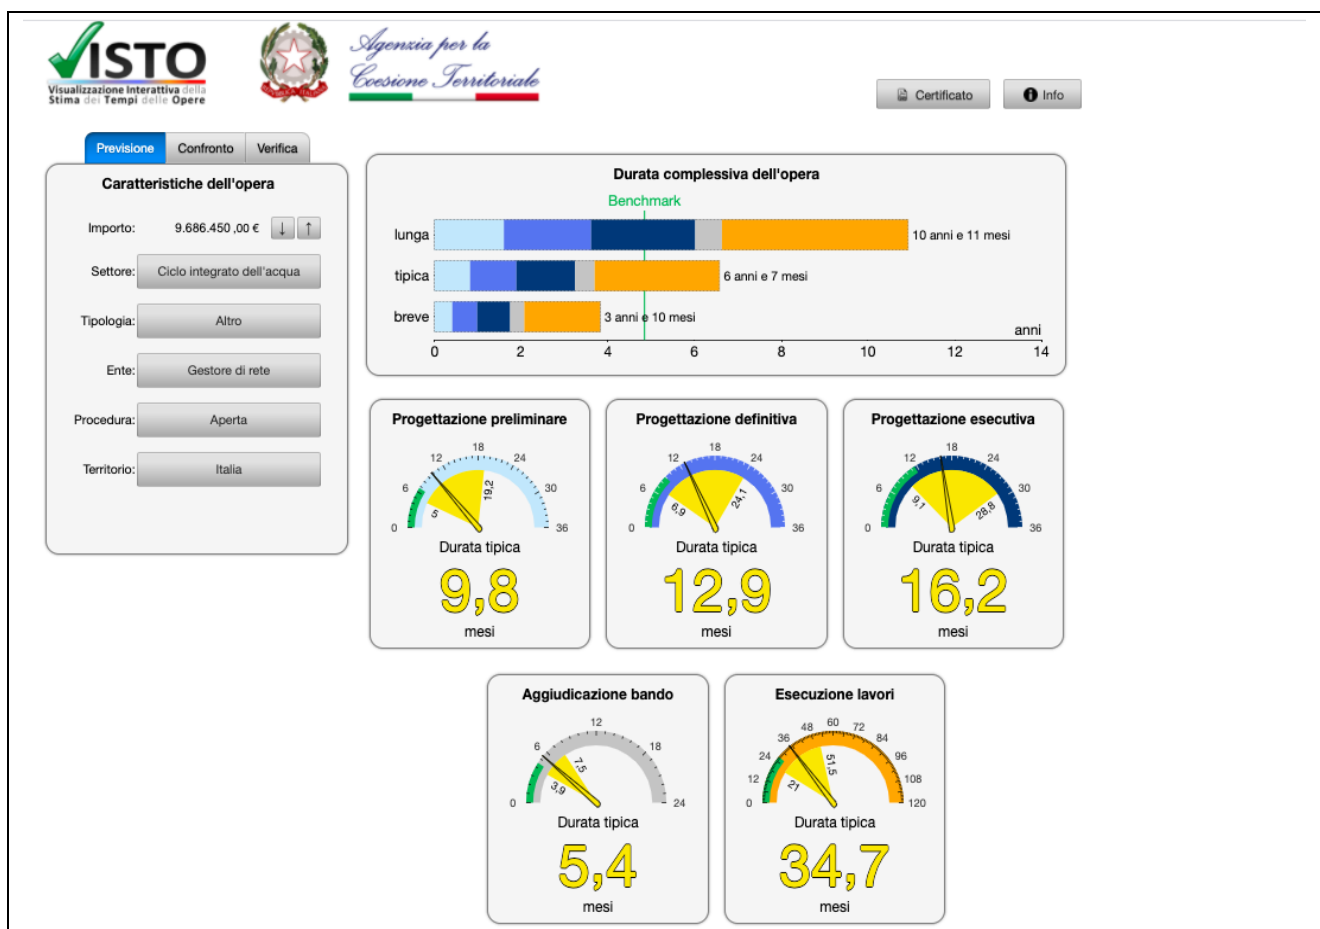 VISTO
Visualizzazione Interattiva della
Stima dei Tempi delle Opere
Agenzia per la
Coesione Territoriale
Certificato
Info
Previsione Confronto Verifica
Caratteristiche dell'opera
Importo: 9.686.450 ,00 € ↓ ↑
Settore: Ciclo integrato dell'acqua
Tipologia: Altro
Ente: Gestore di rete
Procedura: Aperta
Territorio: Italia
Durata complessiva dell'opera
Benchmark
lunga 10 anni e 11 mesi
tipica 6 anni e 7 mesi
breve 3 anni e 10 mesi
anni
0 2 4 6 8 10 12 14
Progettazione preliminare
0 6 12 18 24 30 36
5 19,2
Durata tipica
9,8
mesi
Progettazione definitiva
0 6 12 18 24 30 36
6,9 24,1
Durata tipica
12,9
mesi
Progettazione esecutiva
0 6 12 18 24 30 36
9,1 28,8
Durata tipica
16,2
mesi
Aggiudicazione bando
0 6 12 18 24
3,9 7,5
Durata tipica
5,4
mesi
Esecuzione lavori
0 12 24 36 48 60 72 84 96 108 120
21 51,5
Durata tipica
34,7
mesi